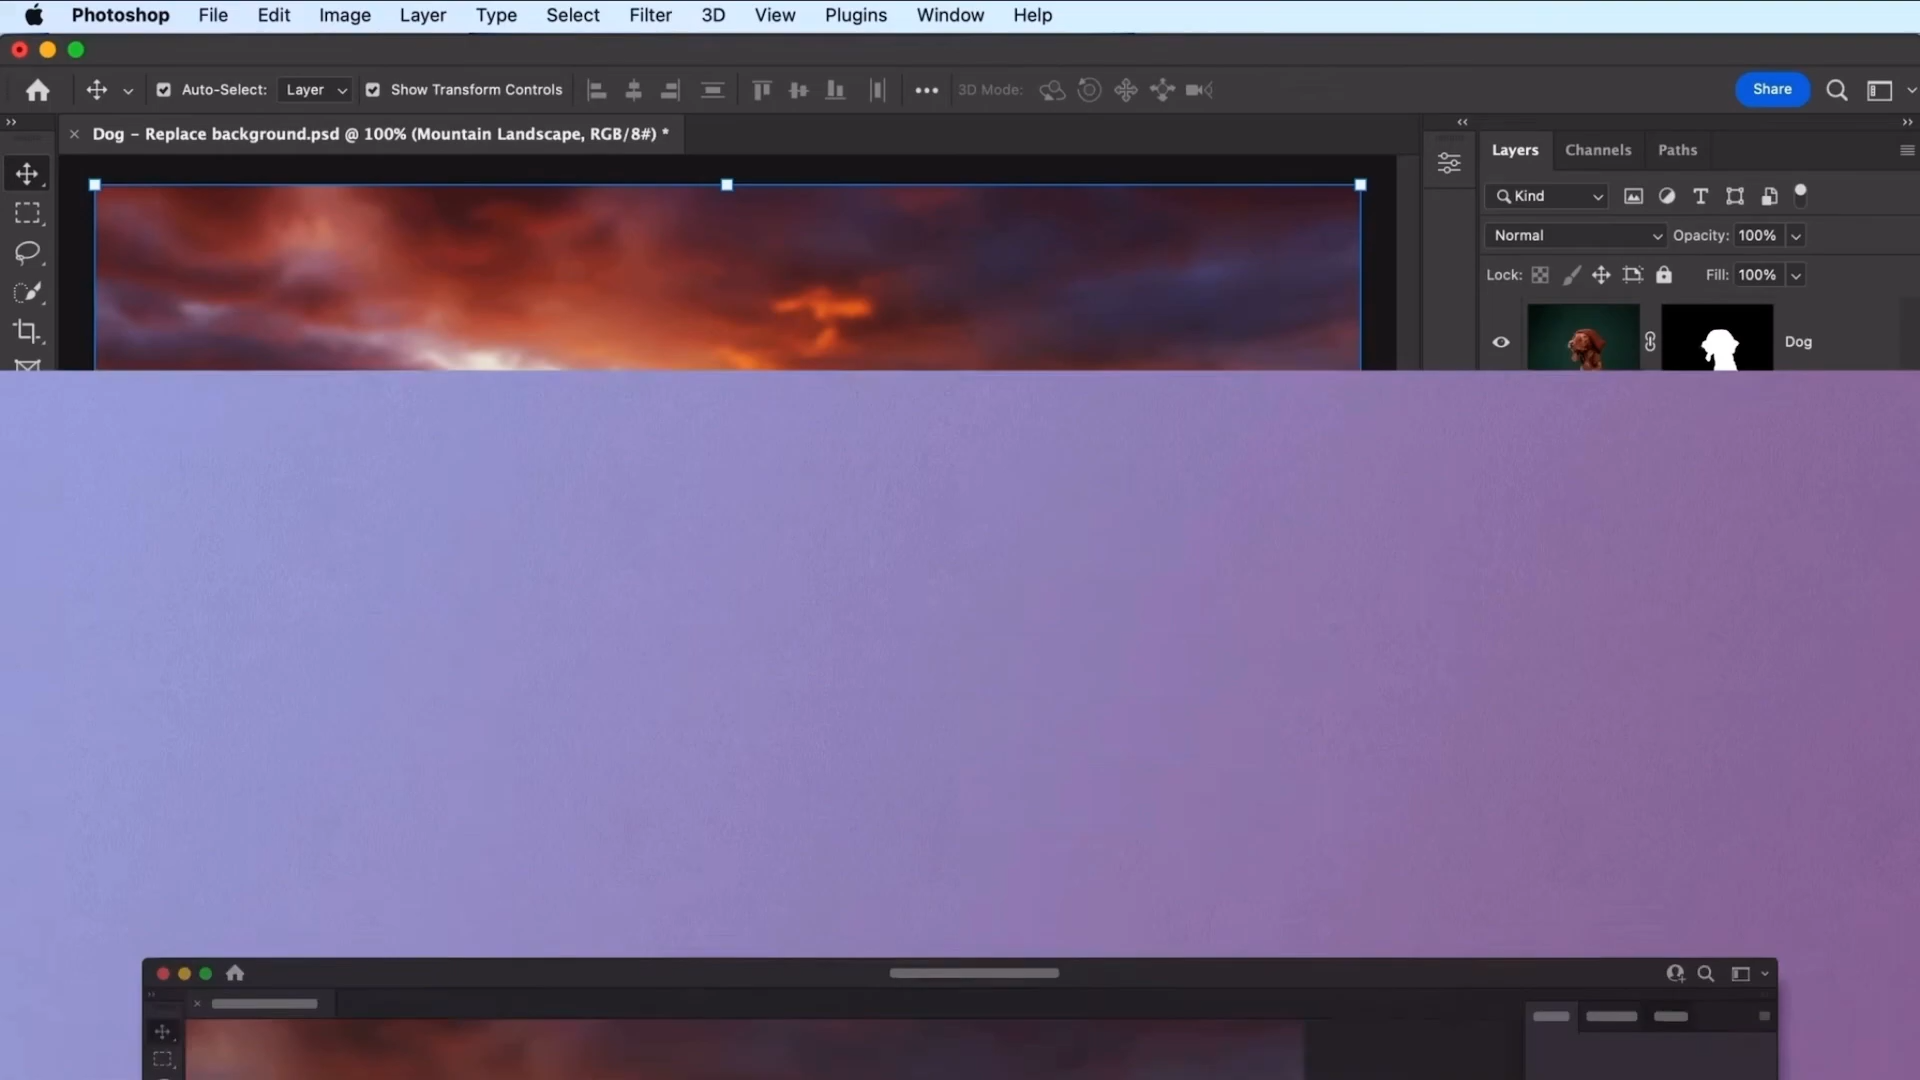 Photoshop File Edit Image Layer Type Select Filter 3D View Plugins Window Help
Auto-Select: Layer Show Transform Controls 3D Mode: Share
Dog – Replace background.psd @ 100% (Mountain Landscape, RGB/8#) *
Layers Channels Paths
Kind
Normal Opacity: 100%
Lock: Fill: 100%
Dog